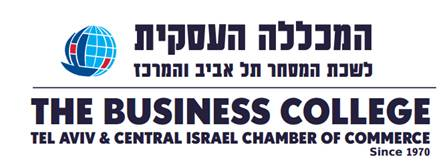 המכללה העסקית
לשכת המסחר תל אביב והמרכז
THE BUSINESS COLLEGE
TEL AVIV & CENTRAL ISRAEL CHAMBER OF COMMERCE
Since 1970